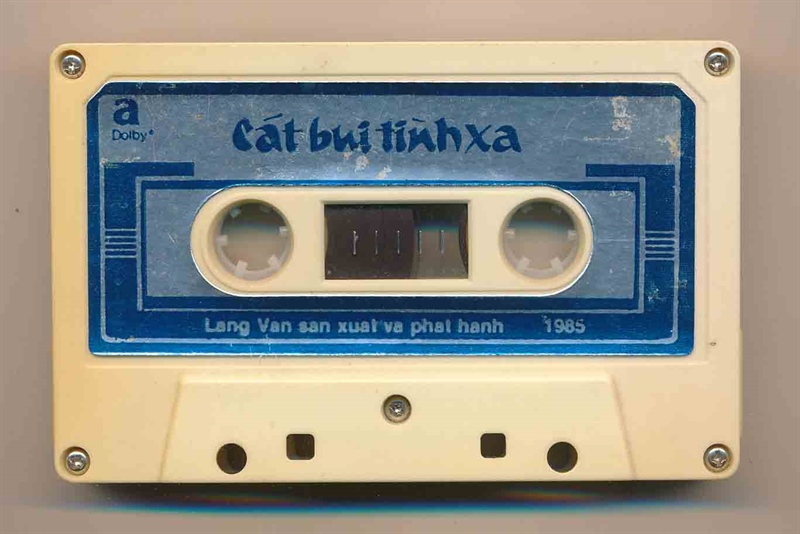 a
Dolby*
Cát bụi tình xa
Lang Van san xuat va phat hanh 1985